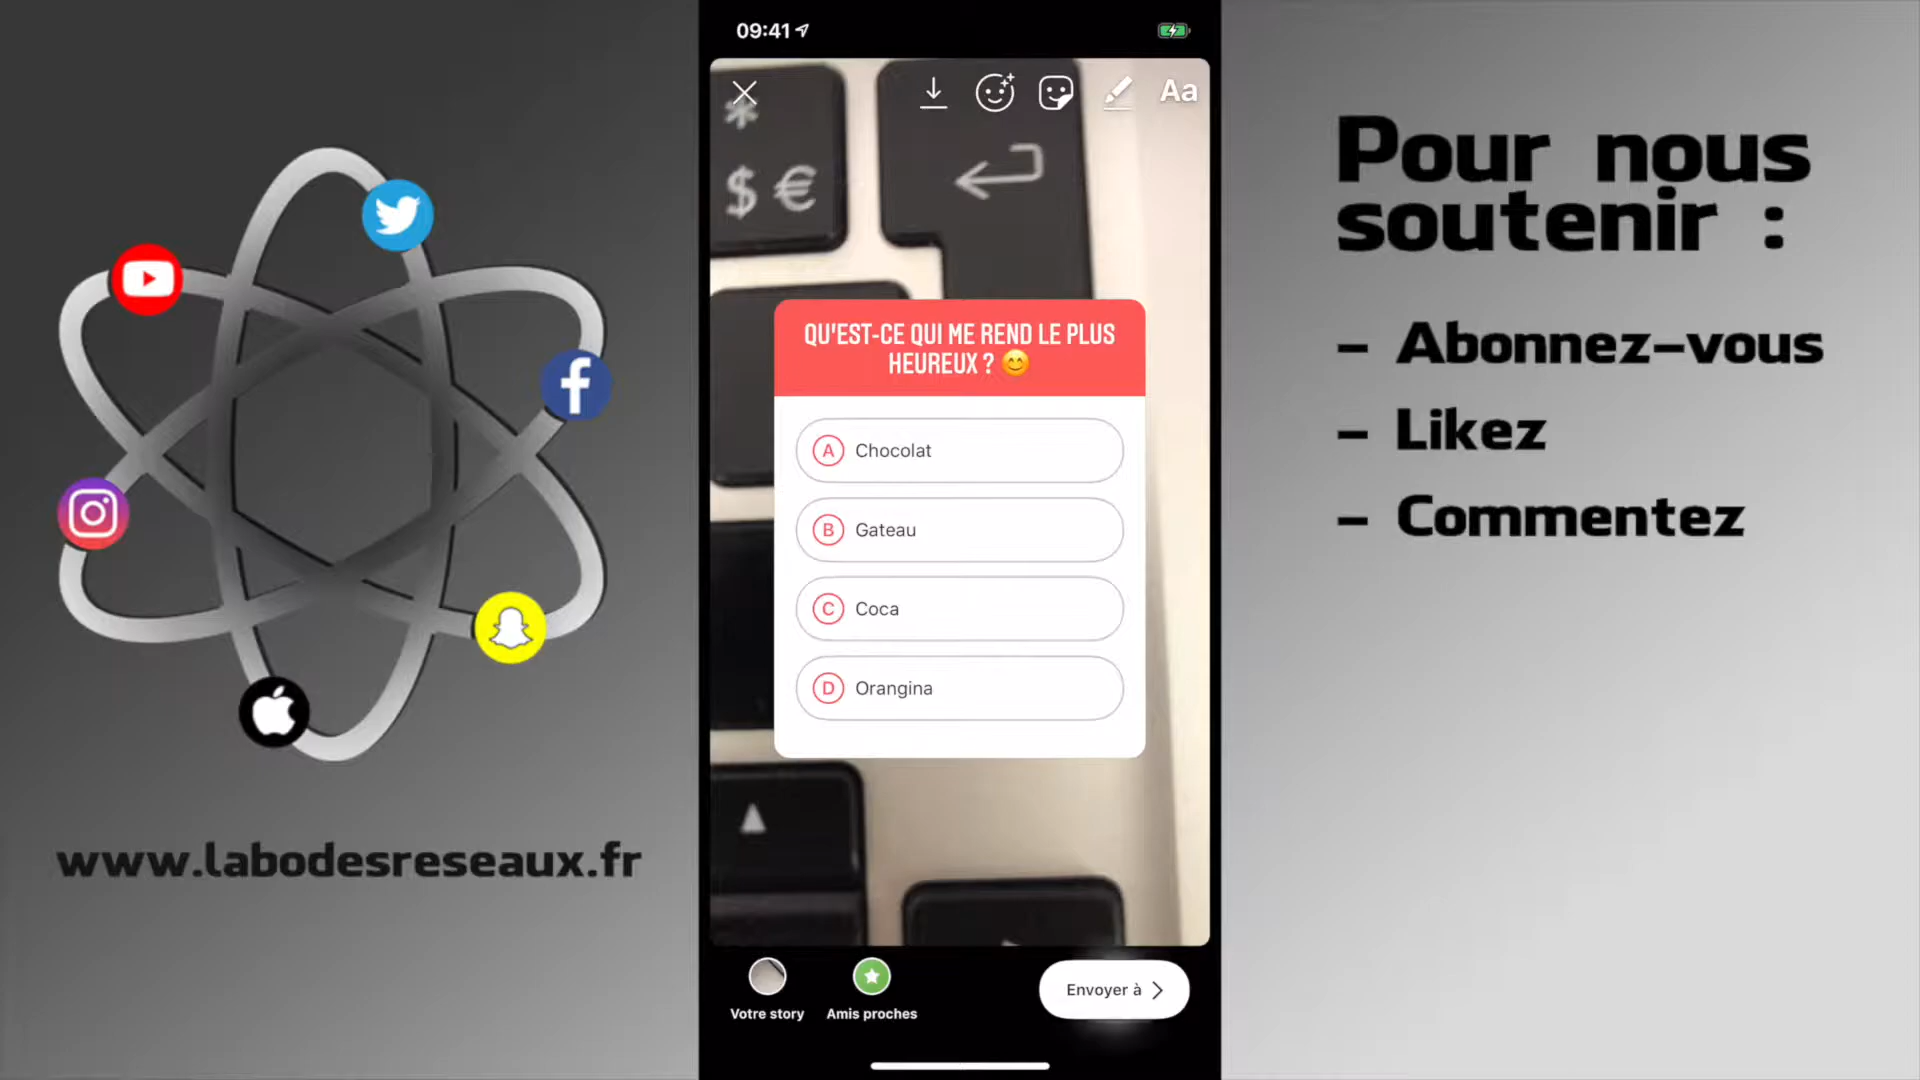 09:41
Aa
*
$ €
QU'EST-CE QUI ME REND LE PLUS
HEUREUX ? 😊
A Chocolat
B Gateau
C Coca
D Orangina
Votre story
Amis proches
Envoyer à
www.labodesreseaux.fr
Pour nous
soutenir :
- Abonnez-vous
- Likez
- Commentez